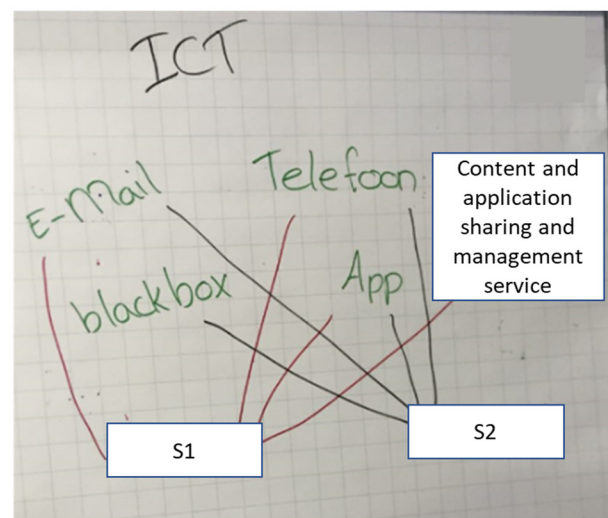 ICT
E-Mail
Telefoon
Content and
application
sharing and
management
service
blackbox
App
S1
S2